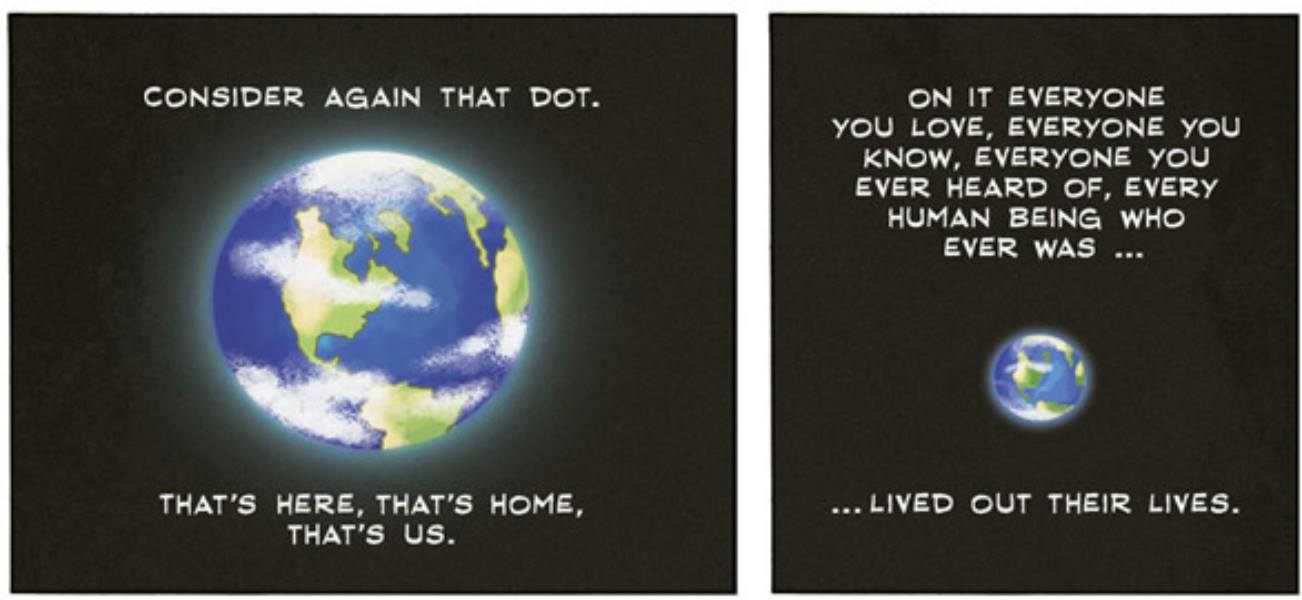 CONSIDER AGAIN THAT DOT.
THAT'S HERE, THAT'S HOME,
THAT'S US.
ON IT EVERYONE
YOU LOVE, EVERYONE YOU
KNOW, EVERYONE YOU
EVER HEARD OF, EVERY
HUMAN BEING WHO
EVER WAS ...
...LIVED OUT THEIR LIVES.